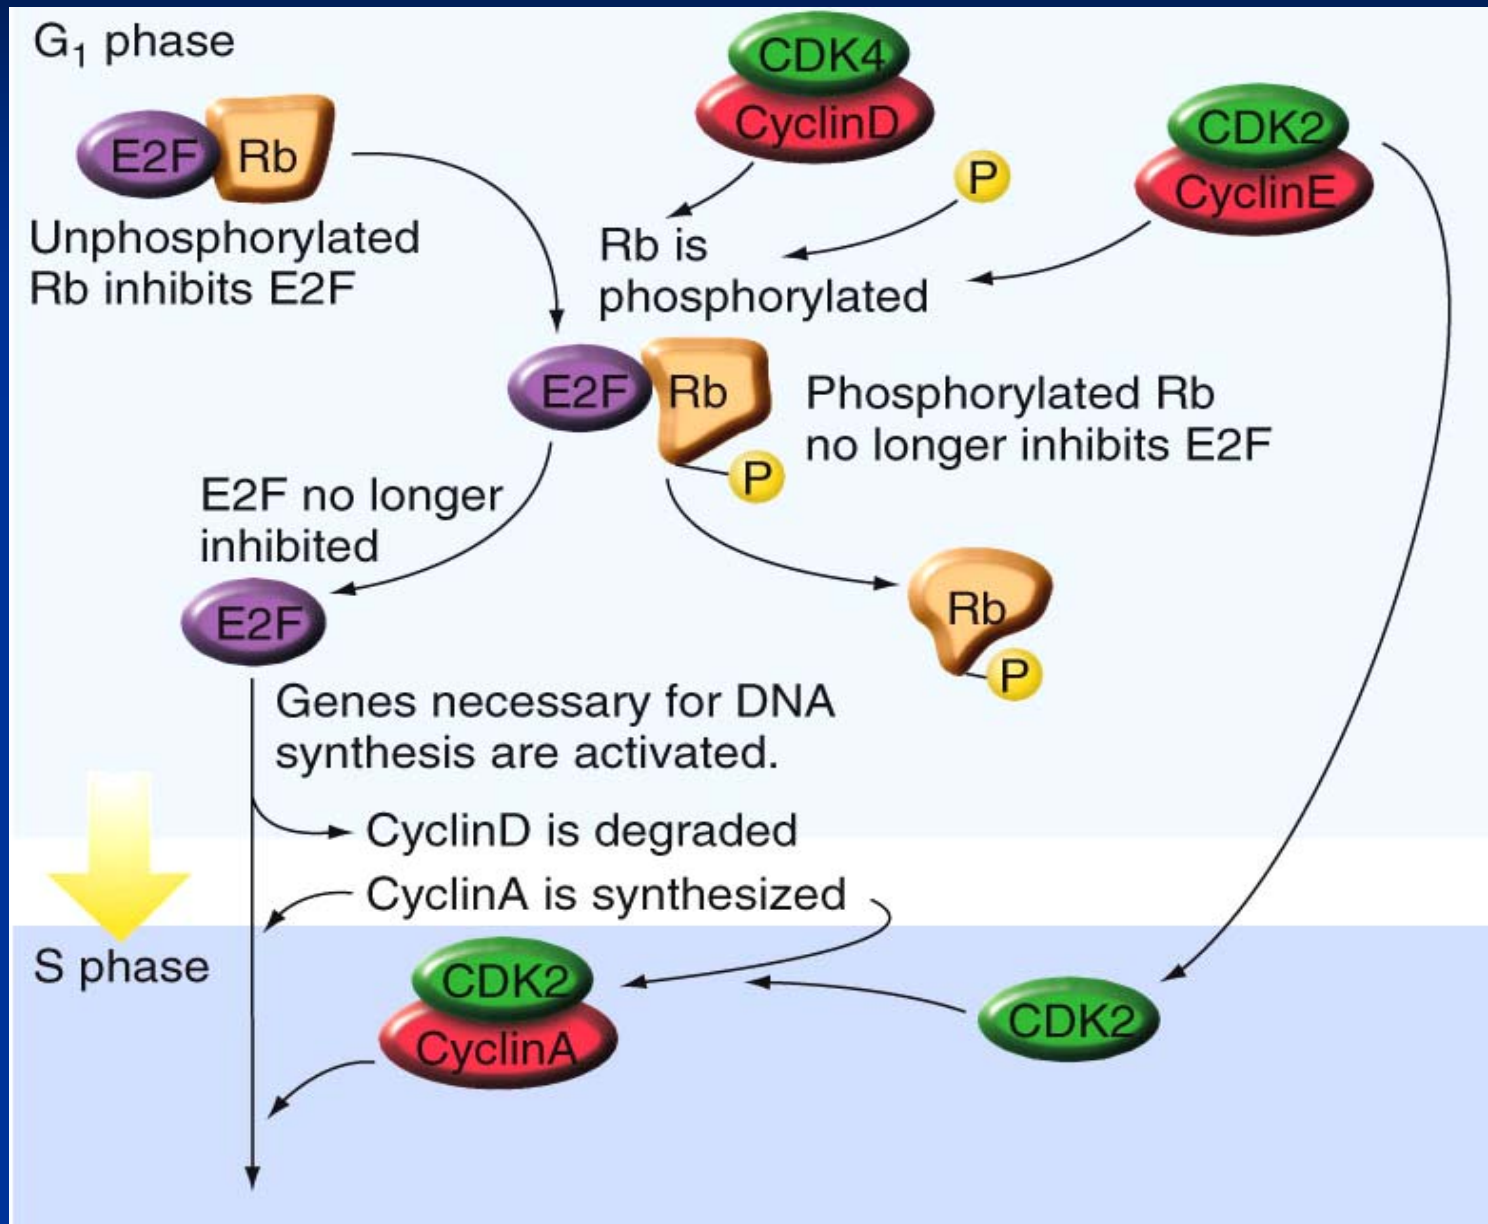 G₁ phase
CDK4
CyclinD
CDK2
CyclinE
P
E2F
Rb
Unphosphorylated
Rb inhibits E2F
Rb is
phosphorylated
E2F
Rb
P
Phosphorylated Rb
no longer inhibits E2F
E2F no longer
inhibited
E2F
Rb
P
Genes necessary for DNA
synthesis are activated.
CyclinD is degraded
CyclinA is synthesized
S phase
CDK2
CyclinA
CDK2